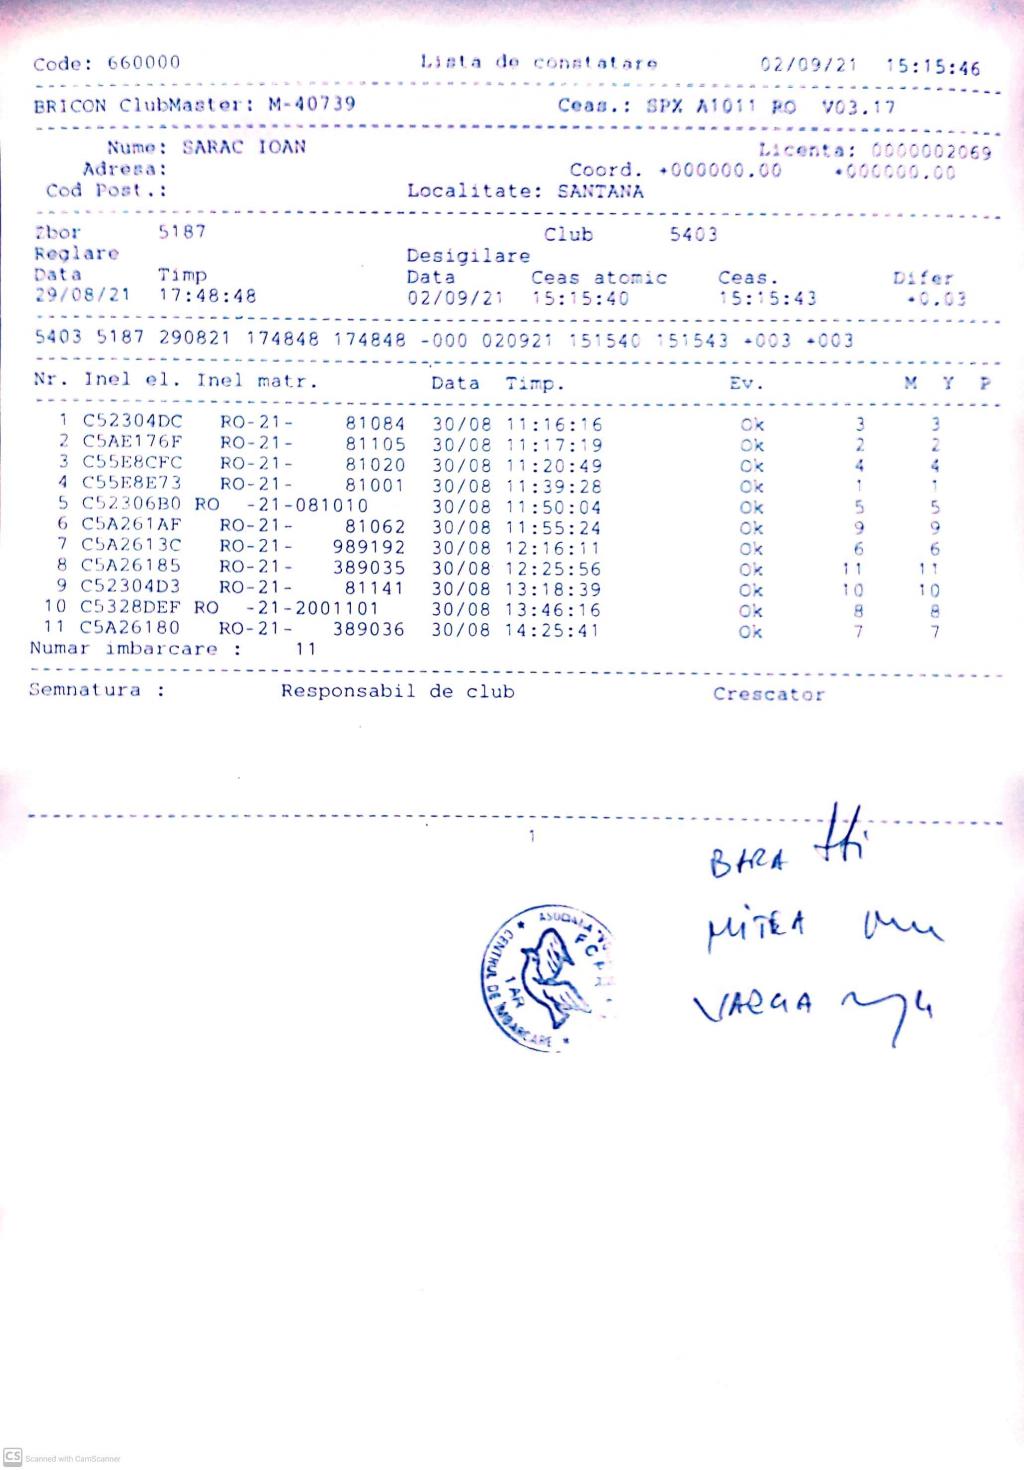 Code: 660000 Lista de constatare 02/09/21 15:15:46
BRICON ClubMaster: M-40739 Ceas.: SPX A1011 RO V03.17
Nume: SARAC IOAN Licenta: 0000002069
Adresa: Coord. +000000.00 +000000.00
Cod Post.: Localitate: SANTANA
Zbor 5187 Club 5403
Reglare Desigilare
Data Timp Data Ceas atomic Ceas. Difer
29/08/21 17:48:48 02/09/21 15:15:40 15:15:43 +0.03
5403 5187 290821 174848 174848 -000 020921 151540 151543 +003 +003
Nr. Inel el. Inel matr. Data Timp. Ev. M Y P
1 C52304DC RO-21- 81084 30/08 11:16:16 Ok 3 3
2 C5AE176F RO-21- 81105 30/08 11:17:19 Ok 2 2
3 C55E8CFC RO-21- 81020 30/08 11:20:49 Ok 4 4
4 C55E8E73 RO-21- 81001 30/08 11:39:28 Ok 1 1
5 C52306B0 RO -21-081010 30/08 11:50:04 Ok 5 5
6 C5A261AF RO-21- 81062 30/08 11:55:24 Ok 9 9
7 C5A2613C RO-21- 989192 30/08 12:16:11 Ok 6 6
8 C5A26185 RO-21- 389035 30/08 12:25:56 Ok 11 11
9 C52304D3 RO-21- 81141 30/08 13:18:39 Ok 10 10
10 C5328DEF RO -21-2001101 30/08 13:46:16 Ok 8 8
11 C5A26180 RO-21- 389036 30/08 14:25:41 Ok 7 7
Numar imbarcare : 11
Semnatura : Responsabil de club Crescator
1
BARA
MITEA
VARGA
CENTRUL DE IMBARCARE
1 AR
CS Scanned with CamScanner